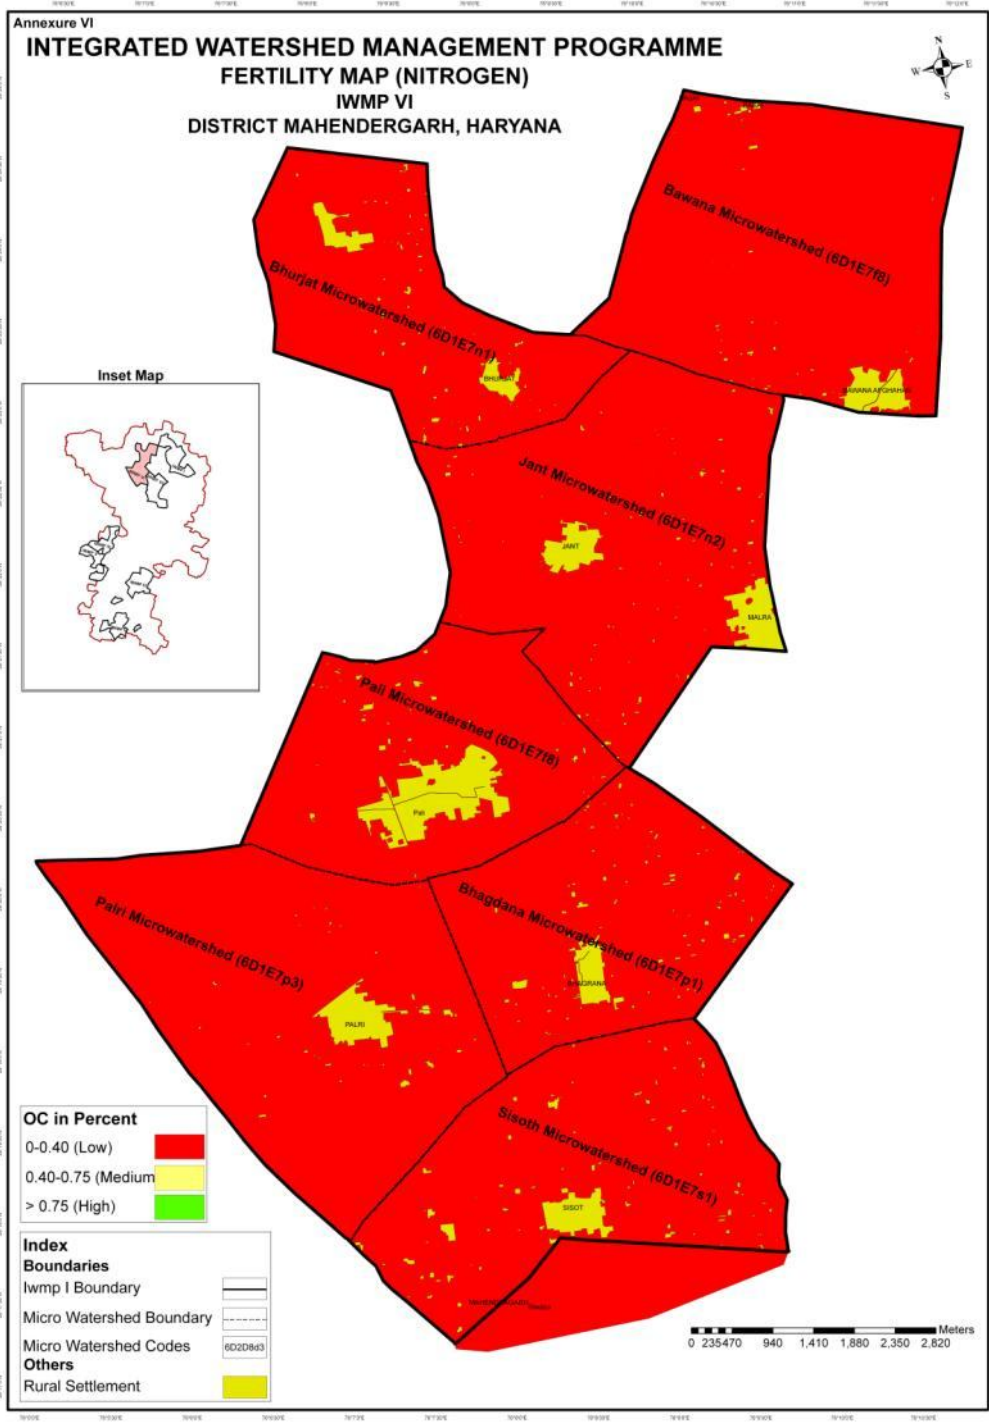 Annexure VI
INTEGRATED WATERSHED MANAGEMENT PROGRAMME
FERTILITY MAP (NITROGEN)
IWMP VI
DISTRICT MAHENDERGARH, HARYANA
N
W E
S
Bawana Microwatershed (6D1E7f8)
Bhurjat Microwatershed (6D1E7n1)
BHURJAT
BAWANA AFGHAHAN
Inset Map
Jant Microwatershed (6D1E7n2)
JANT
MALRA
Pali Microwatershed (6D1E7f8)
Pali
Bhagdana Microwatershed (6D1E7p1)
Palri Microwatershed (6D1E7p3)
BHAGRANA
PALRI
Sisoth Microwatershed (6D1E7s1)
SISOT
OC in Percent
0-0.40 (Low)
0.40-0.75 (Medium
> 0.75 (High)
Index
Boundaries
Iwmp I Boundary
Micro Watershed Boundary
Micro Watershed Codes 6D2D8d3
Others
Rural Settlement
Meters
0 235470 940 1,410 1,880 2,350 2,820